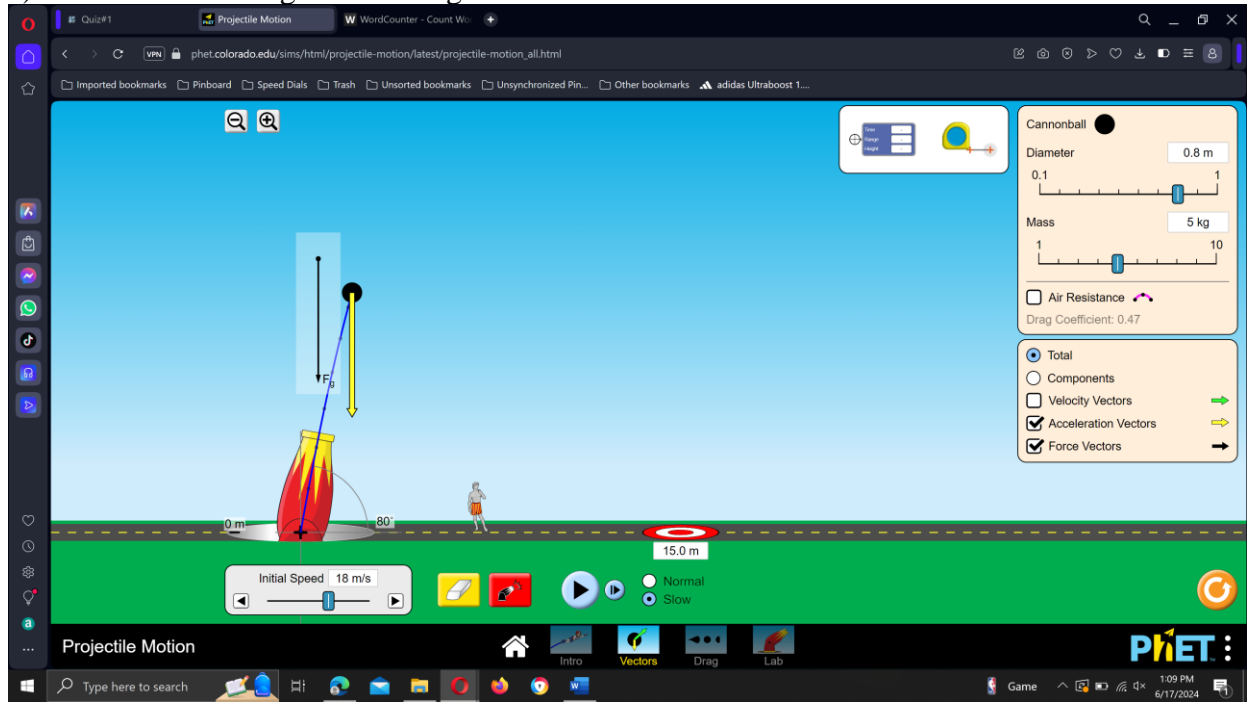 Quiz#1
Projectile Motion
W WordCounter - Count Wo
VPN phet.colorado.edu/sims/html/projectile-motion/latest/projectile-motion_all.html
Imported bookmarks Pinboard Speed Dials Trash Unsorted bookmarks Unsynchronized Pin... Other bookmarks adidas Ultraboost 1....
Time -
Range -
Height -
Cannonball
Diameter 0.8 m
0.1 1
Mass 5 kg
1 10
Air Resistance
Drag Coefficient: 0.47
Total
Components
Velocity Vectors
Acceleration Vectors
Force Vectors
Fg
0 m
80°
15.0 m
Initial Speed 18 m/s
Normal
Slow
Projectile Motion
Intro
Vectors
Drag
Lab
PhET
Type here to search
Game
1:09 PM
6/17/2024